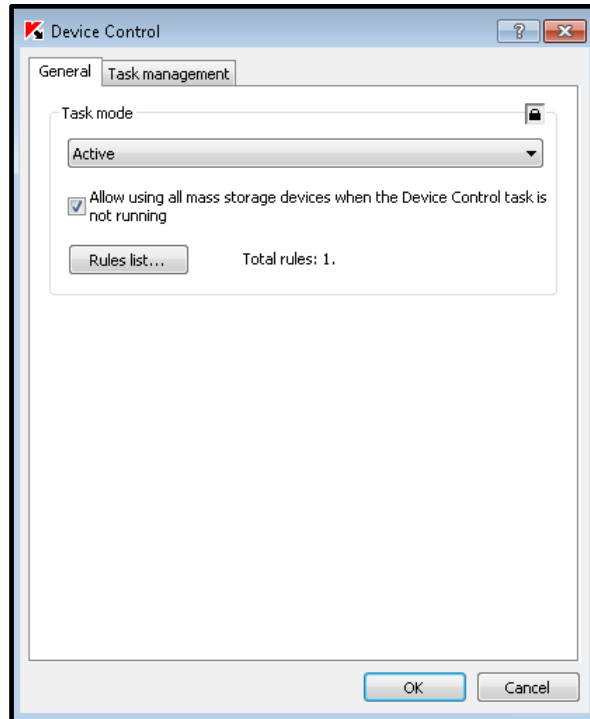 Device Control
General
Task management
Task mode
Active
Allow using all mass storage devices when the Device Control task is
not running
Rules list...
Total rules: 1.
OK
Cancel